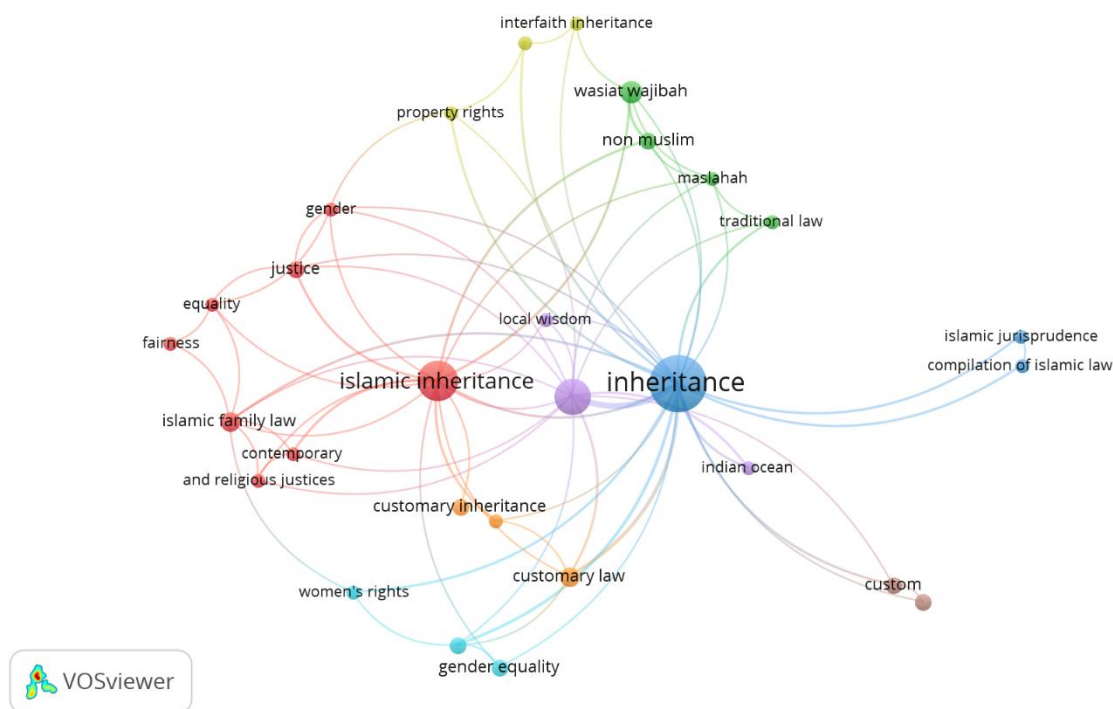 interfaith inheritance
wasiat wajibah
property rights
non muslim
maslahah
gender
traditional law
justice
equality
local wisdom
fairness
islamic jurisprudence
compilation of islamic law
islamic inheritance
inheritance
islamic family law
contemporary
indian ocean
and religious justices
customary inheritance
customary law
custom
women's rights
gender equality
VOSviewer